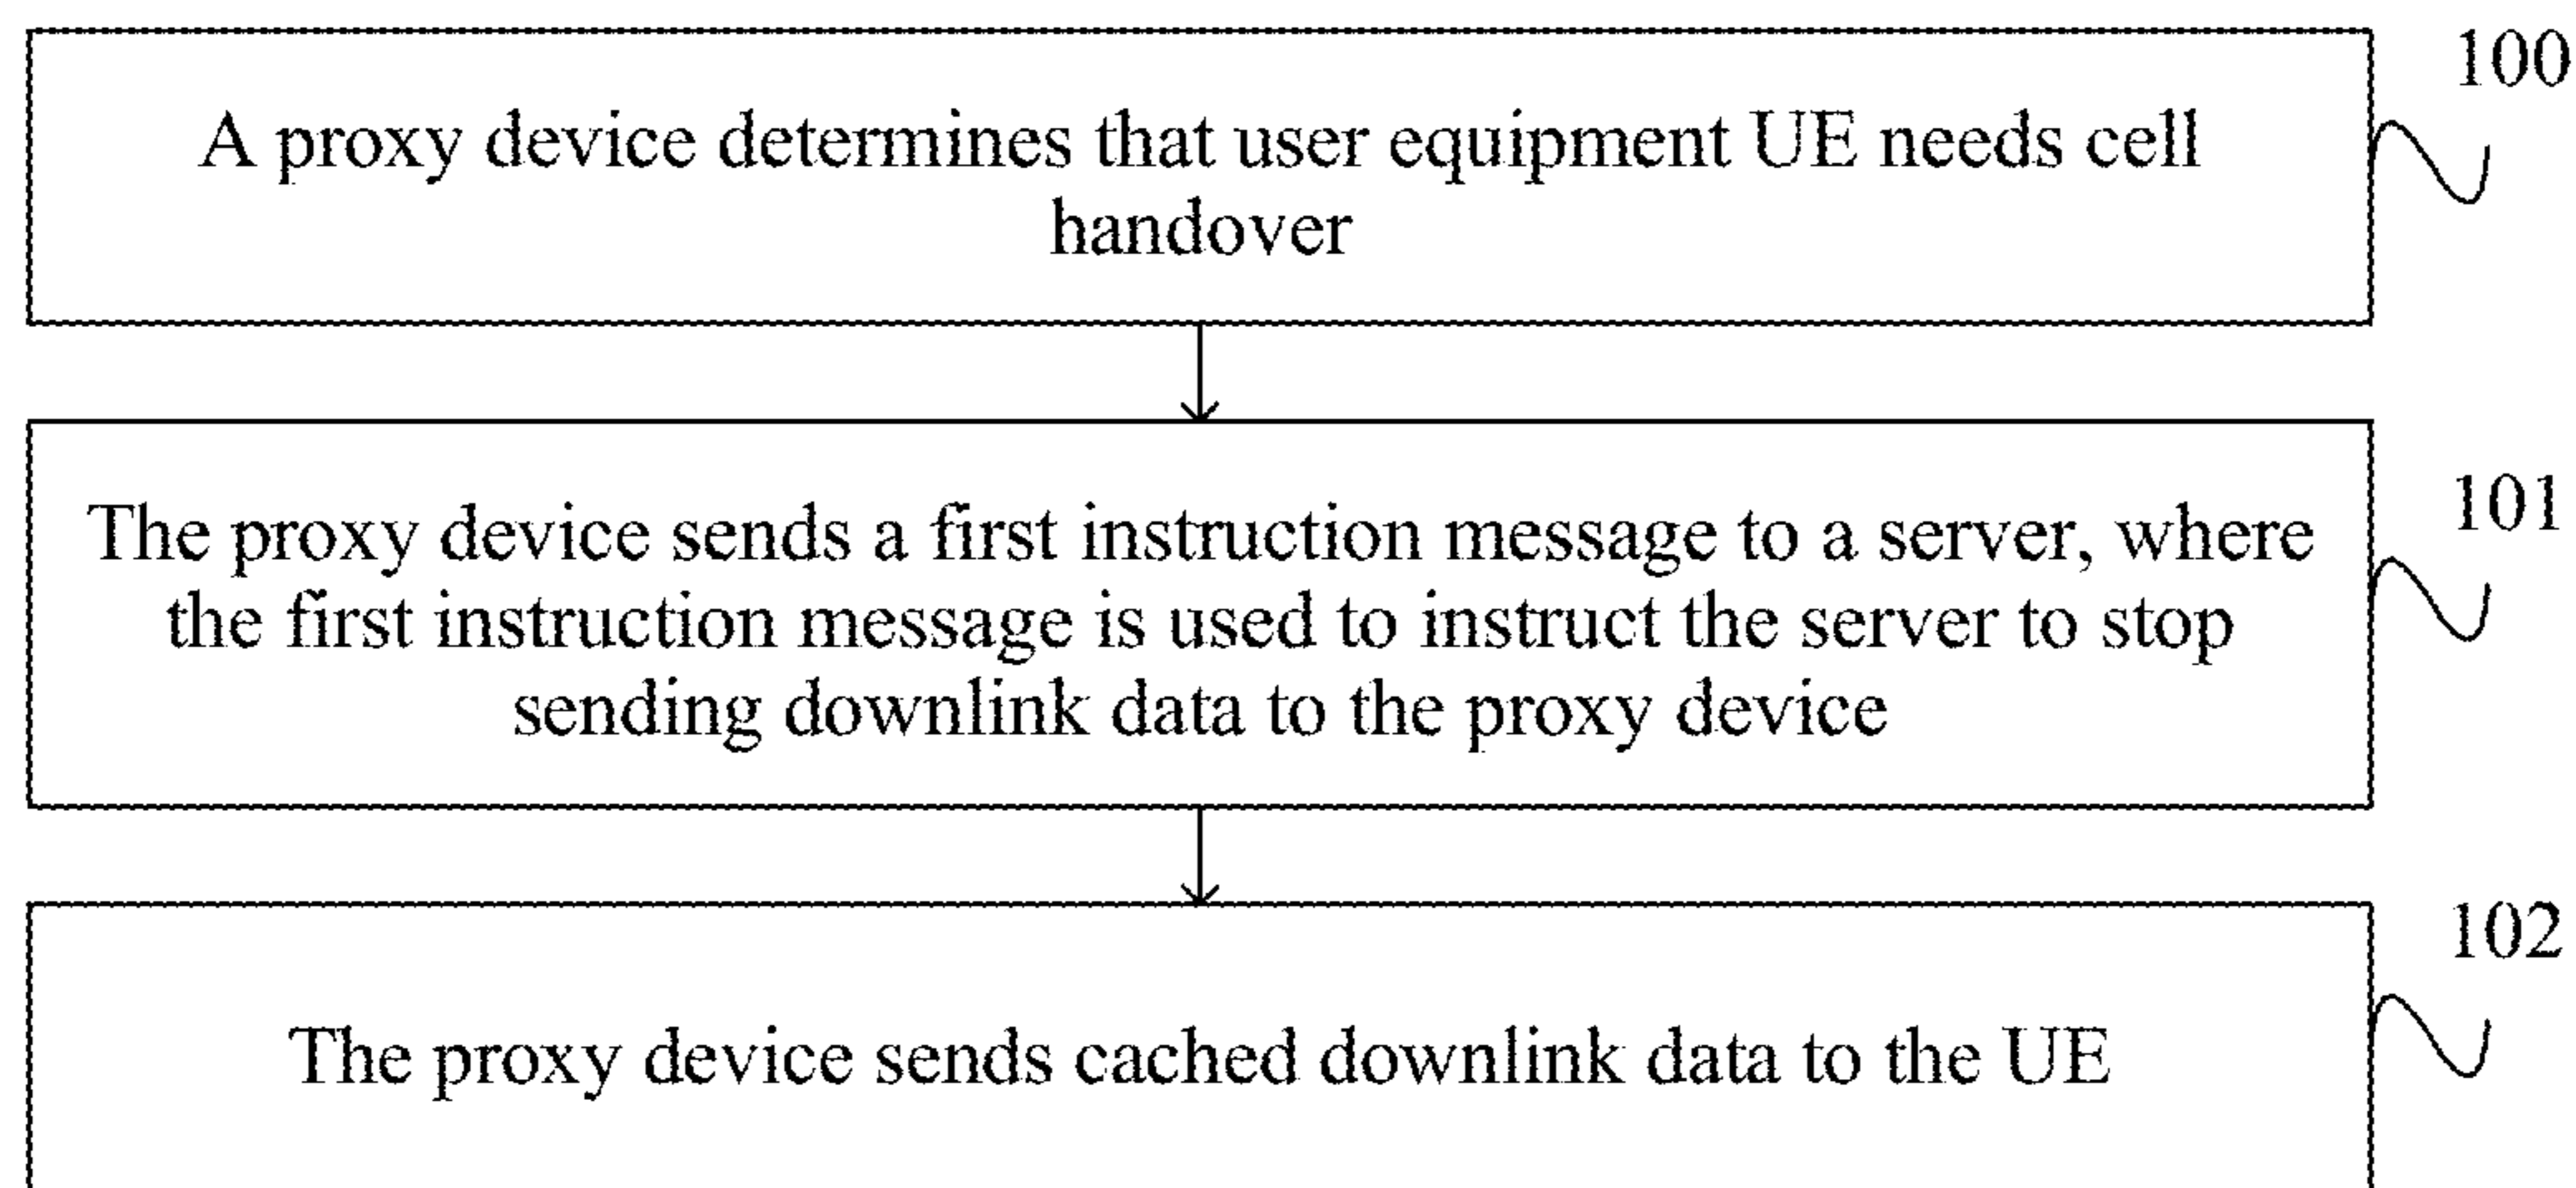 100
A proxy device determines that user equipment UE needs cell
handover
101
The proxy device sends a first instruction message to a server, where
the first instruction message is used to instruct the server to stop
sending downlink data to the proxy device
102
The proxy device sends cached downlink data to the UE